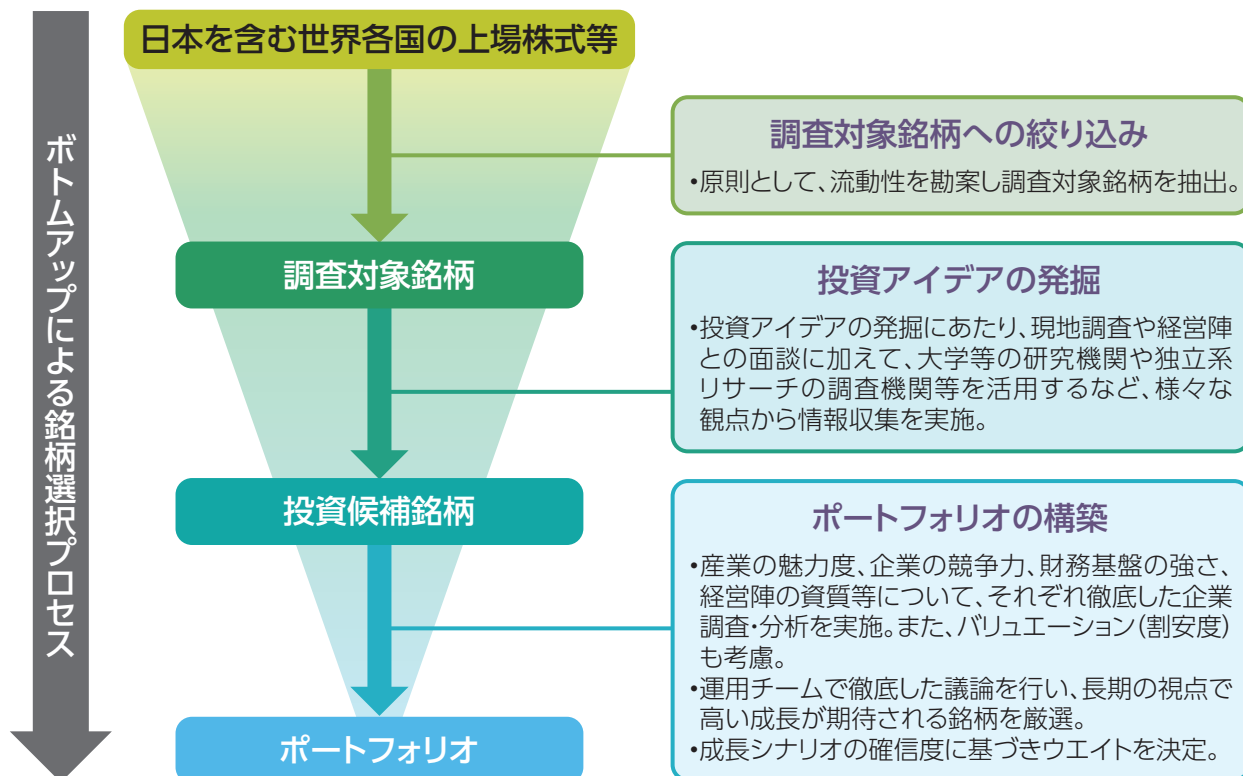 ボトムアップによる銘柄選択プロセス
日本を含む世界各国の上場株式等
調査対象銘柄への絞り込み
•原則として、流動性を勘案し調査対象銘柄を抽出。
調査対象銘柄
投資アイデアの発掘
•投資アイデアの発掘にあたり、現地調査や経営陣
との面談に加えて、大学等の研究機関や独立系
リサーチの調査機関等を活用するなど、様々な
観点から情報収集を実施。
投資候補銘柄
ポートフォリオの構築
•産業の魅力度、企業の競争力、財務基盤の強さ、
経営陣の資質等について、それぞれ徹底した企業
調査・分析を実施。また、バリュエーション(割安度)
も考慮。
•運用チームで徹底した議論を行い、長期の視点で
高い成長が期待される銘柄を厳選。
•成長シナリオの確信度に基づきウエイトを決定。
ポートフォリオ